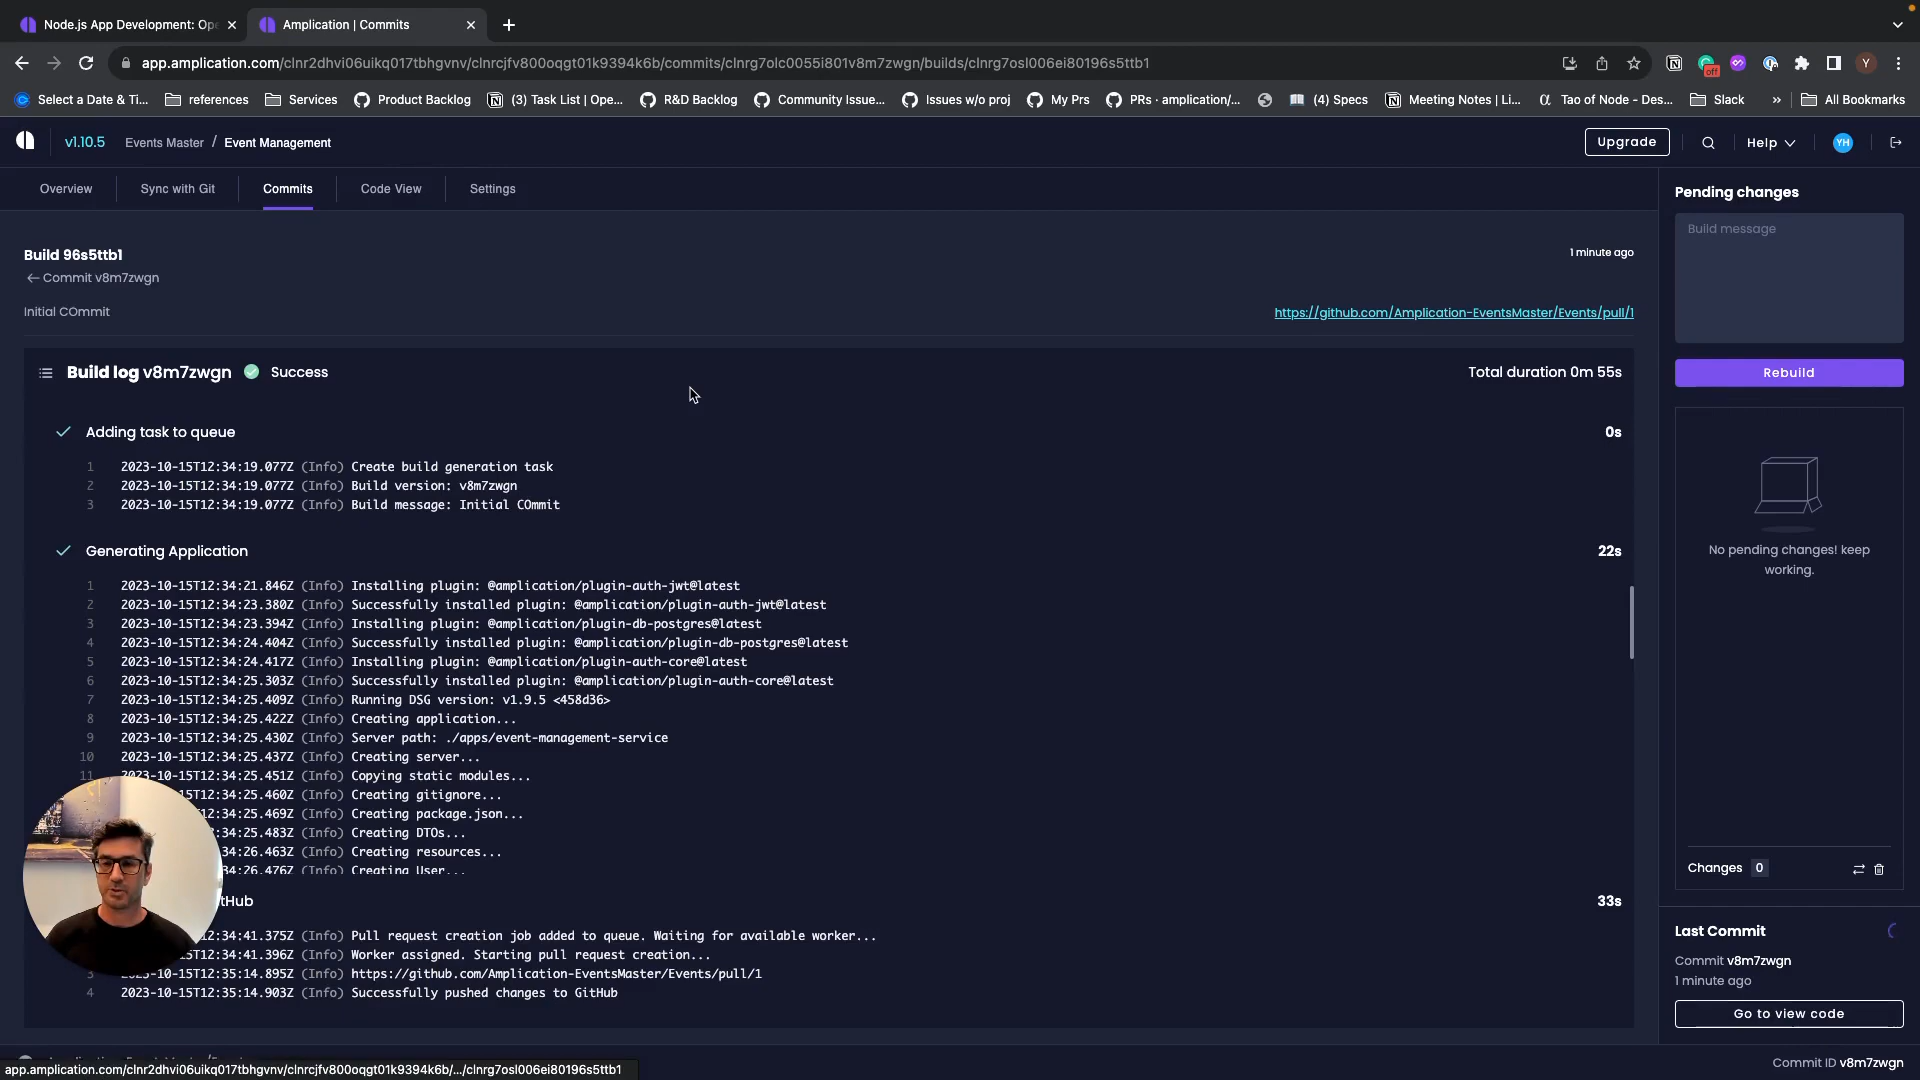 Node.js App Development: Ope
Amplication | Commits
app.amplication.com/clnr2dhvi06uikq017tbhgvnv/clnrcjfv800oqgt01k9394k6b/commits/clnrg7olc0055i801v8m7zwgn/builds/clnrg7osl006ei80196s5ttb1
off
Y
Select a Date & Ti...
references
Services
Product Backlog
(3) Task List | Ope...
R&D Backlog
Community Issue...
Issues w/o proj
My Prs
PRs · amplication/...
(4) Specs
Meeting Notes | Li...
Tao of Node - Des...
Slack
»
All Bookmarks
v1.10.5
Events Master / Event Management
Upgrade
Help
YH
Overview
Sync with Git
Commits
Code View
Settings
Pending changes
Build message
Rebuild
Build 96s5ttb1
1 minute ago
Commit v8m7zwgn
Initial COmmit
https://github.com/Amplication-EventsMaster/Events/pull/1
Build log v8m7zwgn Success
Total duration 0m 55s
Adding task to queue
0s
1 2023-10-15T12:34:19.077Z (Info) Create build generation task
2 2023-10-15T12:34:19.077Z (Info) Build version: v8m7zwgn
3 2023-10-15T12:34:19.077Z (Info) Build message: Initial COmmit
Generating Application
22s
1 2023-10-15T12:34:21.846Z (Info) Installing plugin: @amplication/plugin-auth-jwt@latest
2 2023-10-15T12:34:23.380Z (Info) Successfully installed plugin: @amplication/plugin-auth-jwt@latest
3 2023-10-15T12:34:23.394Z (Info) Installing plugin: @amplication/plugin-db-postgres@latest
4 2023-10-15T12:34:24.404Z (Info) Successfully installed plugin: @amplication/plugin-db-postgres@latest
5 2023-10-15T12:34:24.417Z (Info) Installing plugin: @amplication/plugin-auth-core@latest
6 2023-10-15T12:34:25.303Z (Info) Successfully installed plugin: @amplication/plugin-auth-core@latest
7 2023-10-15T12:34:25.409Z (Info) Running DSG version: v1.9.5 <458d36>
8 2023-10-15T12:34:25.422Z (Info) Creating application...
9 2023-10-15T12:34:25.430Z (Info) Server path: ./apps/event-management-service
10 2023-10-15T12:34:25.437Z (Info) Creating server...
11 2023-10-15T12:34:25.451Z (Info) Copying static modules...
:34:25.460Z (Info) Creating gitignore...
:34:25.469Z (Info) Creating package.json...
:34:25.483Z (Info) Creating DTOs...
:34:26.463Z (Info) Creating resources...
:34:26.476Z (Info) Creating User...
tHub
33s
:34:41.375Z (Info) Pull request creation job added to queue. Waiting for available worker...
12:34:41.396Z (Info) Worker assigned. Starting pull request creation...
3 2023-10-15T12:35:14.895Z (Info) https://github.com/Amplication-EventsMaster/Events/pull/1
4 2023-10-15T12:35:14.903Z (Info) Successfully pushed changes to GitHub
No pending changes! keep
working.
Changes 0
Last Commit
Commit v8m7zwgn
1 minute ago
Go to view code
app.amplication.com/clnr2dhvi06uikq017tbhgvnv/clnrcjfv800oqgt01k9394k6b/.../clnrg7osl006ei80196s5ttb1
Commit ID v8m7zwgn